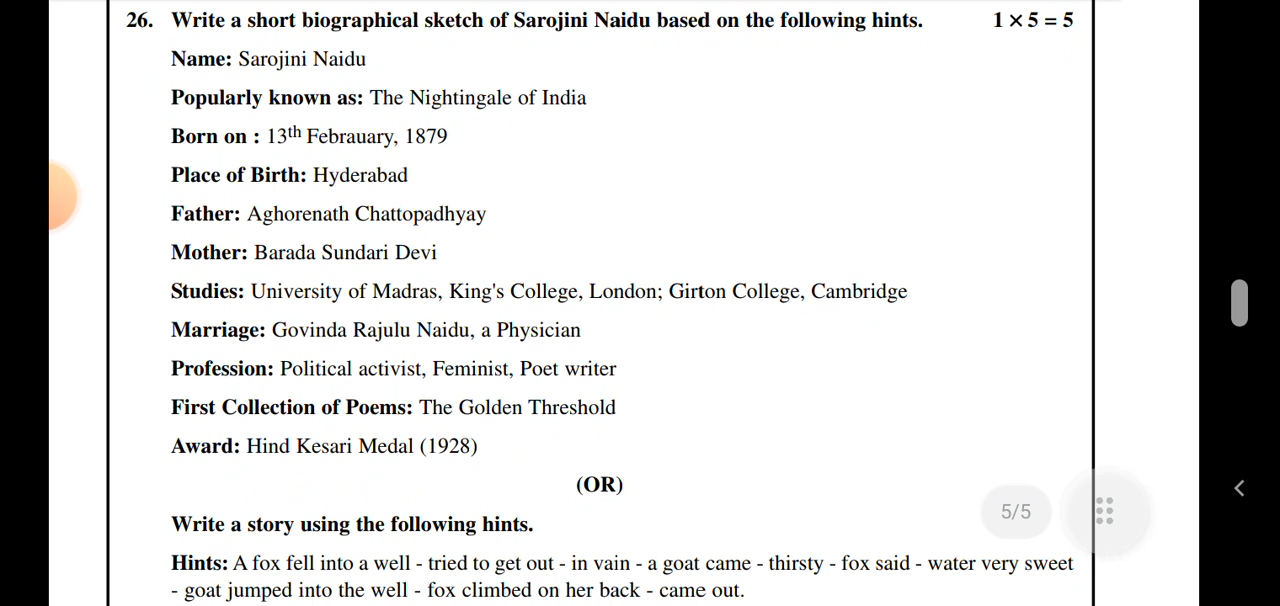 26. Write a short biographical sketch of Sarojini Naidu based on the following hints. 1 × 5 = 5
Name: Sarojini Naidu
Popularly known as: The Nightingale of India
Born on : 13th Febrauary, 1879
Place of Birth: Hyderabad
Father: Aghorenath Chattopadhyay
Mother: Barada Sundari Devi
Studies: University of Madras, King's College, London; Girton College, Cambridge
Marriage: Govinda Rajulu Naidu, a Physician
Profession: Political activist, Feminist, Poet writer
First Collection of Poems: The Golden Threshold
Award: Hind Kesari Medal (1928)
(OR)
5/5
Write a story using the following hints.
Hints: A fox fell into a well - tried to get out - in vain - a goat came - thirsty - fox said - water very sweet
- goat jumped into the well - fox climbed on her back - came out.